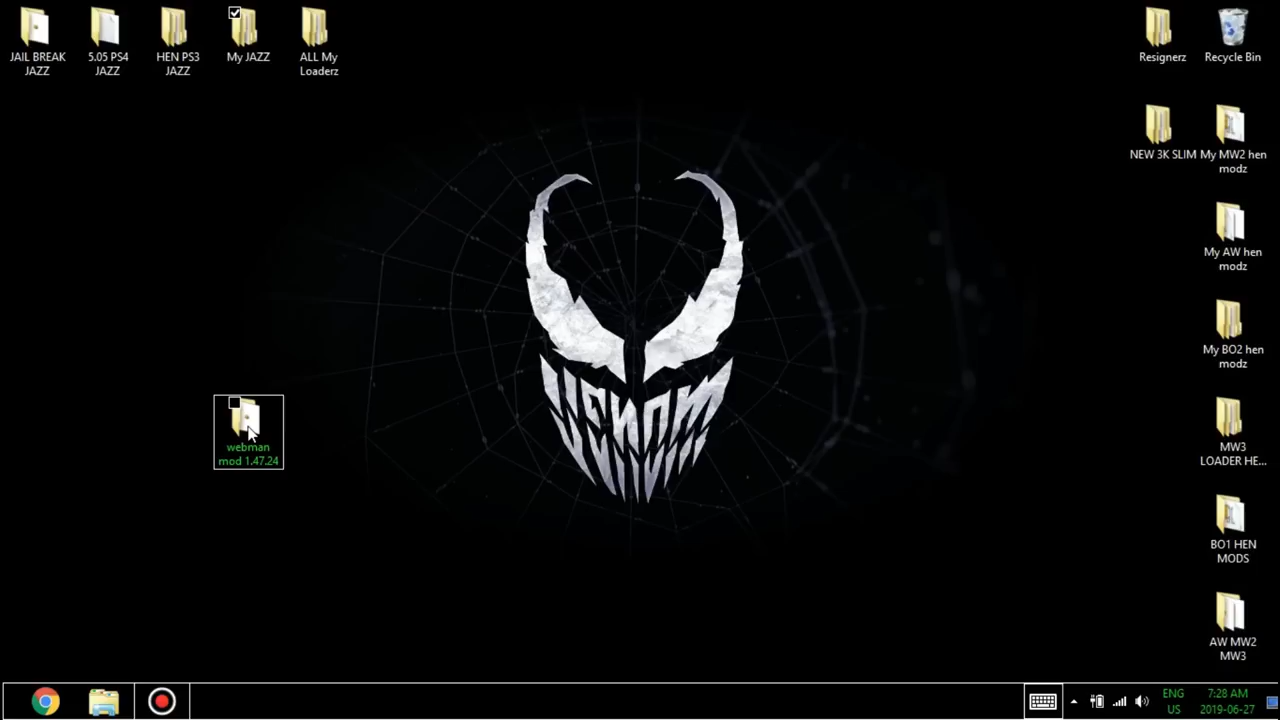 JAIL BREAK
JAZZ
5.05 PS4
JAZZ
HEN PS3
JAZZ
My JAZZ
ALL My
Loaderz
Resignerz
Recycle Bin
NEW 3K SLIM
My MW2 hen
modz
My AW hen
modz
My BO2 hen
modz
webman
mod 1.47.24
VENOM
MW3
LOADER HE...
BO1 HEN
MODS
AW MW2
MW3
ENG
US
7:28 AM
2019-06-27